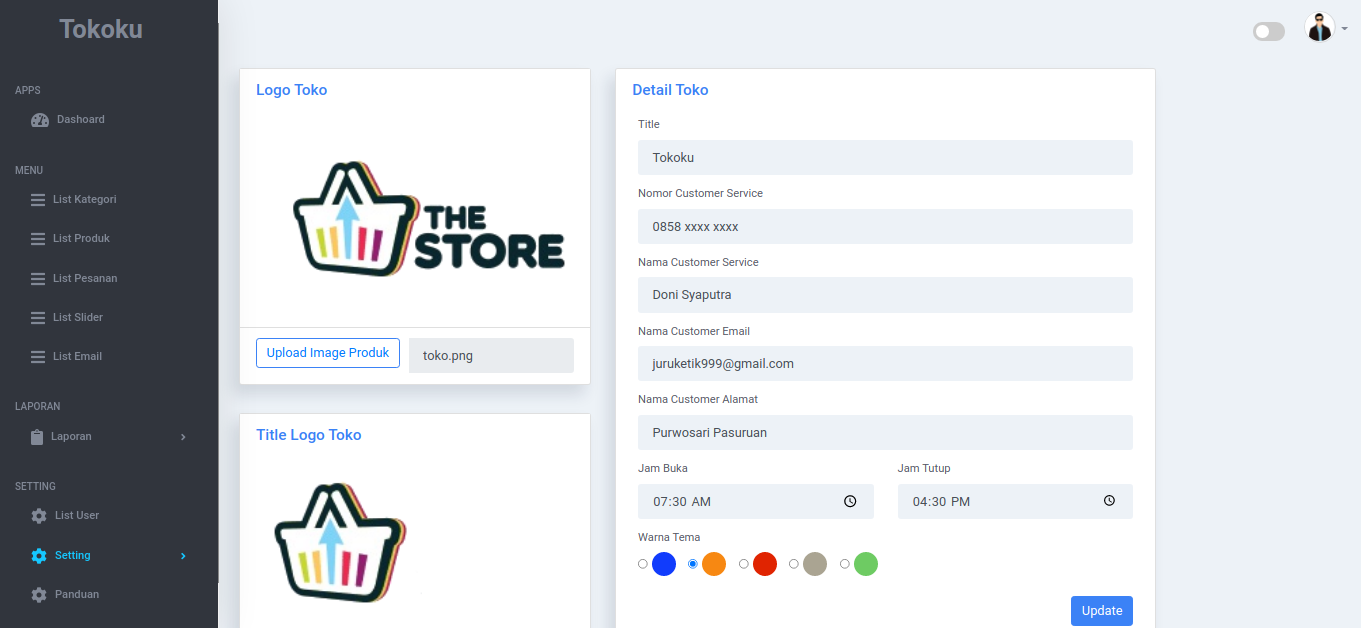 Tokoku
APPS
Dashoard
MENU
List Kategori
List Produk
List Pesanan
List Slider
List Email
LAPORAN
Laporan
SETTING
List User
Setting
Panduan
Logo Toko
THE
STORE
Upload Image Produk
toko.png
Title Logo Toko
Detail Toko
Title
Tokoku
Nomor Customer Service
0858 xxxx xxxx
Nama Customer Service
Doni Syaputra
Nama Customer Email
juruketik999@gmail.com
Nama Customer Alamat
Purwosari Pasuruan
Jam Buka Jam Tutup
07:30 AM 04:30 PM
Warna Tema
Update